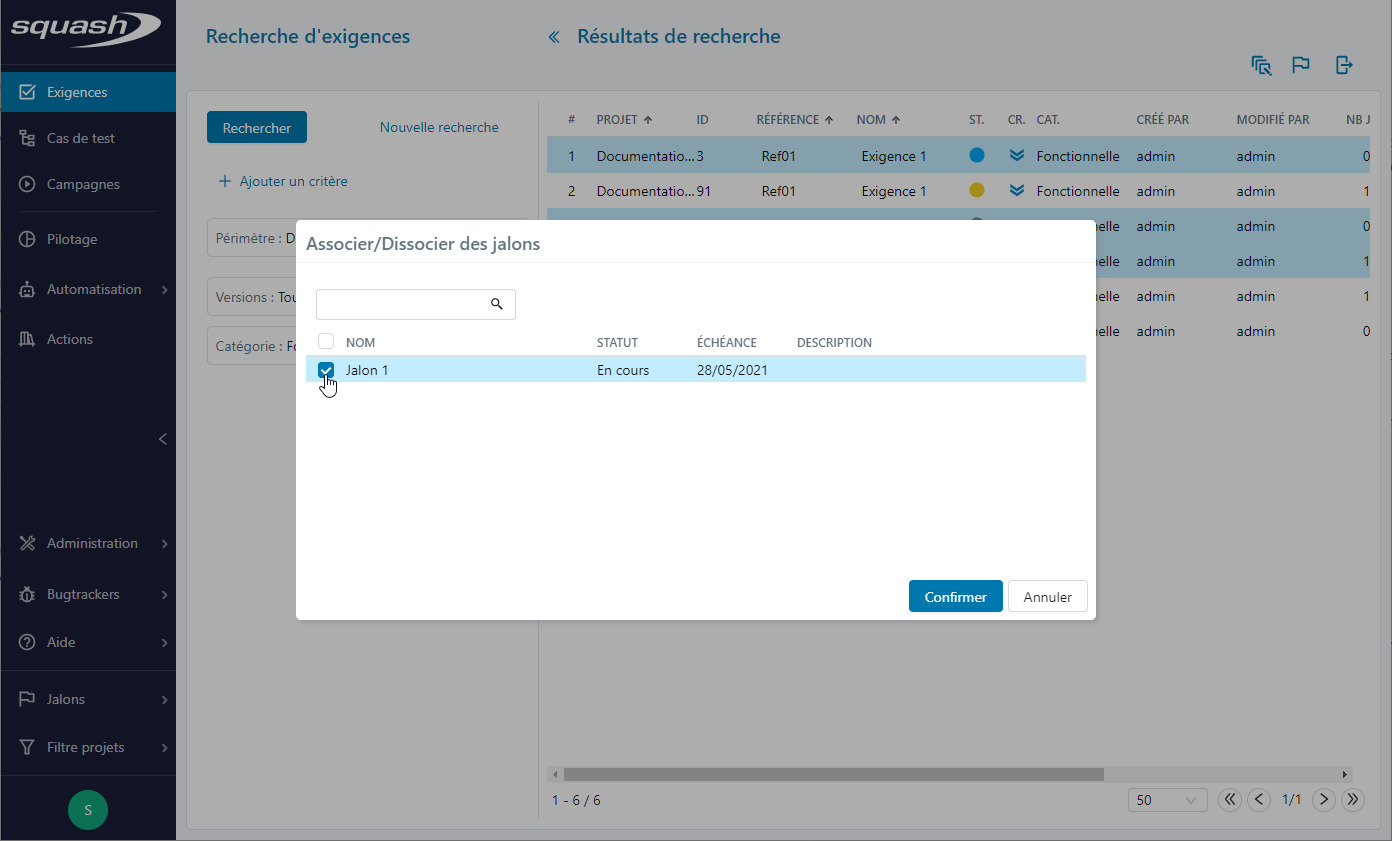 squash
Exigences
Cas de test
Campagnes
Pilotage
Automatisation
Actions
Administration
Bugtrackers
Aide
Jalons
Filtre projets
S
Recherche d'exigences
Rechercher
Nouvelle recherche
Ajouter un critère
Périmètre : D
Versions : Tou
Catégorie : Fo
Résultats de recherche
# PROJET ID RÉFÉRENCE NOM ST. CR. CAT. CRÉÉ PAR MODIFIÉ PAR NB J
1 Documentatio... 3 Ref01 Exigence 1 Fonctionnelle admin admin 0
2 Documentatio... 91 Ref01 Exigence 1 Fonctionnelle admin admin 1
elle admin admin 0
elle admin admin 1
elle admin admin 1
elle admin admin 0
Associer/Dissocier des jalons
NOM STATUT ÉCHÉANCE DESCRIPTION
Jalon 1 En cours 28/05/2021
Confirmer Annuler
1 - 6 / 6
50
1/1